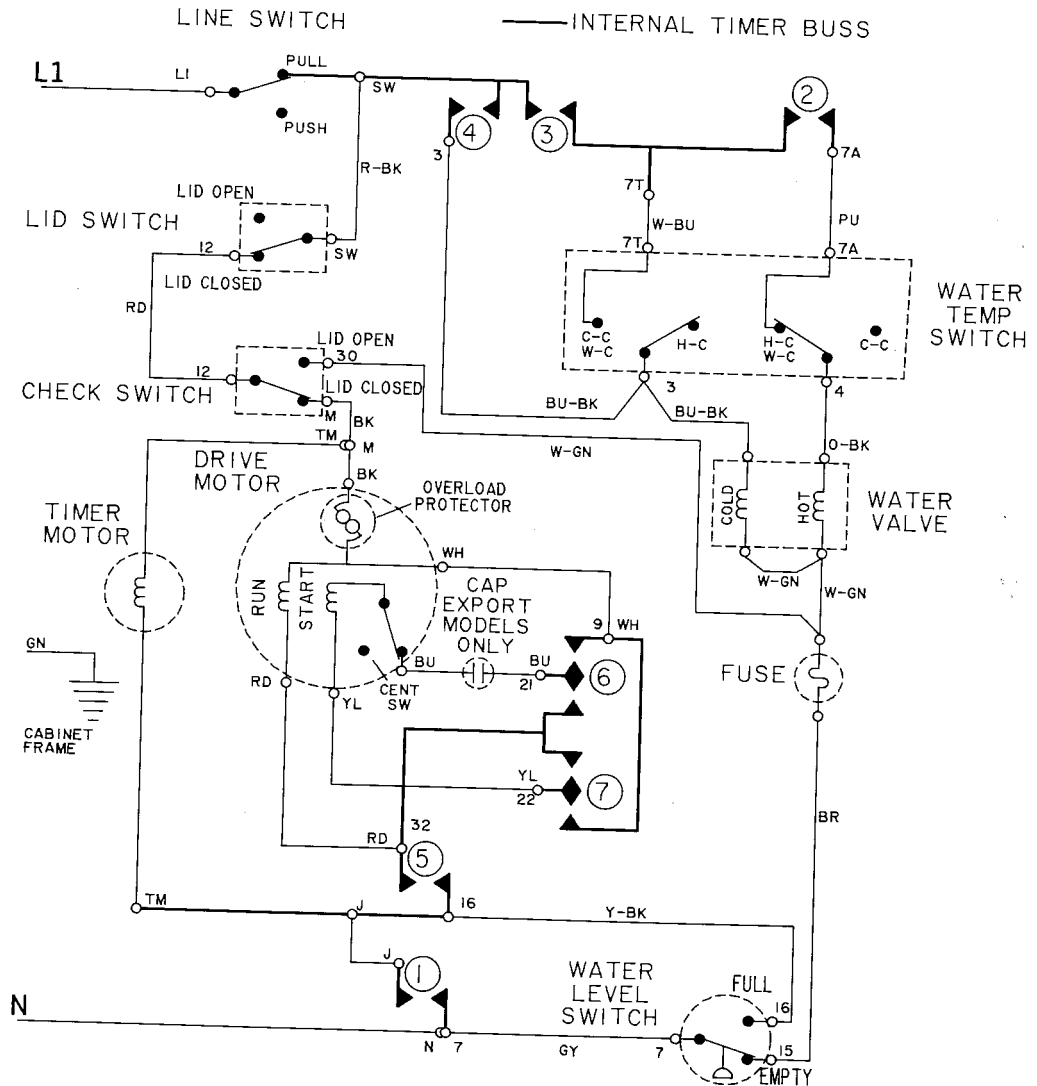 LINE SWITCH
INTERNAL TIMER BUSS
L1
L1
PULL
SW
PUSH
4
3
2
3
7A
R-BK
7T
LID OPEN
LID SWITCH
W-BU
PU
12
SW
7T
7A
LID CLOSED
RD
WATER
TEMP
SWITCH
C-C
W-C
H-C
H-C
W-C
C-C
LID OPEN
30
12
LID CLOSED
CHECK SWITCH
M
3
4
BK
BU-BK
BU-BK
TM
M
W-GN
O-BK
DRIVE
MOTOR
BK
OVERLOAD
PROTECTOR
COLD
HOT
WATER
VALVE
TIMER
MOTOR
WH
W-GN
W-GN
RUN
START
CAP
EXPORT
MODELS
ONLY
9
WH
GN
BU
BU
21
6
FUSE
RD
YL
CENT
SW
CABINET
FRAME
YL
22
7
BR
32
RD
5
TM
J
16
Y-BK
J
1
WATER
LEVEL
SWITCH
FULL
16
N
N
7
GY
7
15
EMPTY